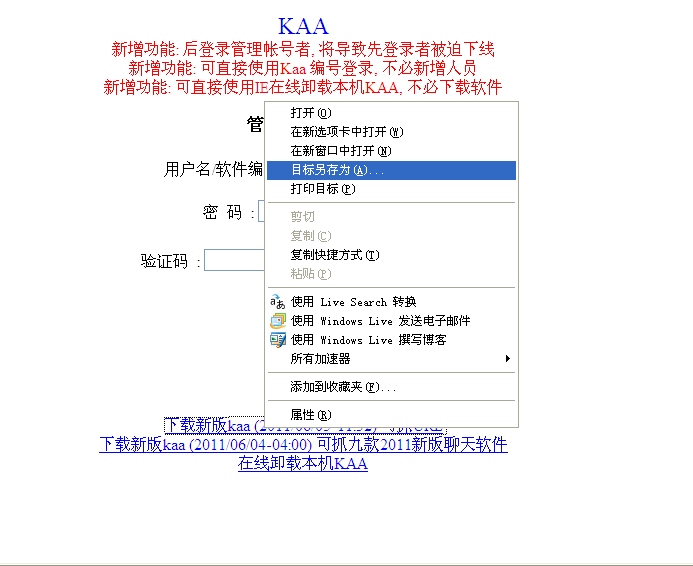 KAA
新增功能: 后登录管理帐号者, 将导致先登录者被迫下线
新增功能: 可直接使用Kaa 编号登录, 不必新增人员
新增功能: 可直接使用IE在线卸载本机KAA, 不必下载软件
管
打开(O)
在新选项卡中打开(W)
在新窗口中打开(N)
用户名/软件编
目标另存为(A)...
打印目标(P)
密 码 :
剪切
复制(C)
复制快捷方式(T)
验证码 :
粘贴(P)
使用 Live Search 转换
使用 Windows Live 发送电子邮件
使用 Windows Live 撰写博客
所有加速器
添加到收藏夹(F)...
属性(R)
下载新版kaa
下载新版kaa (2011/06/04-04:00) 可抓九款2011新版聊天软件
在线卸载本机KAA